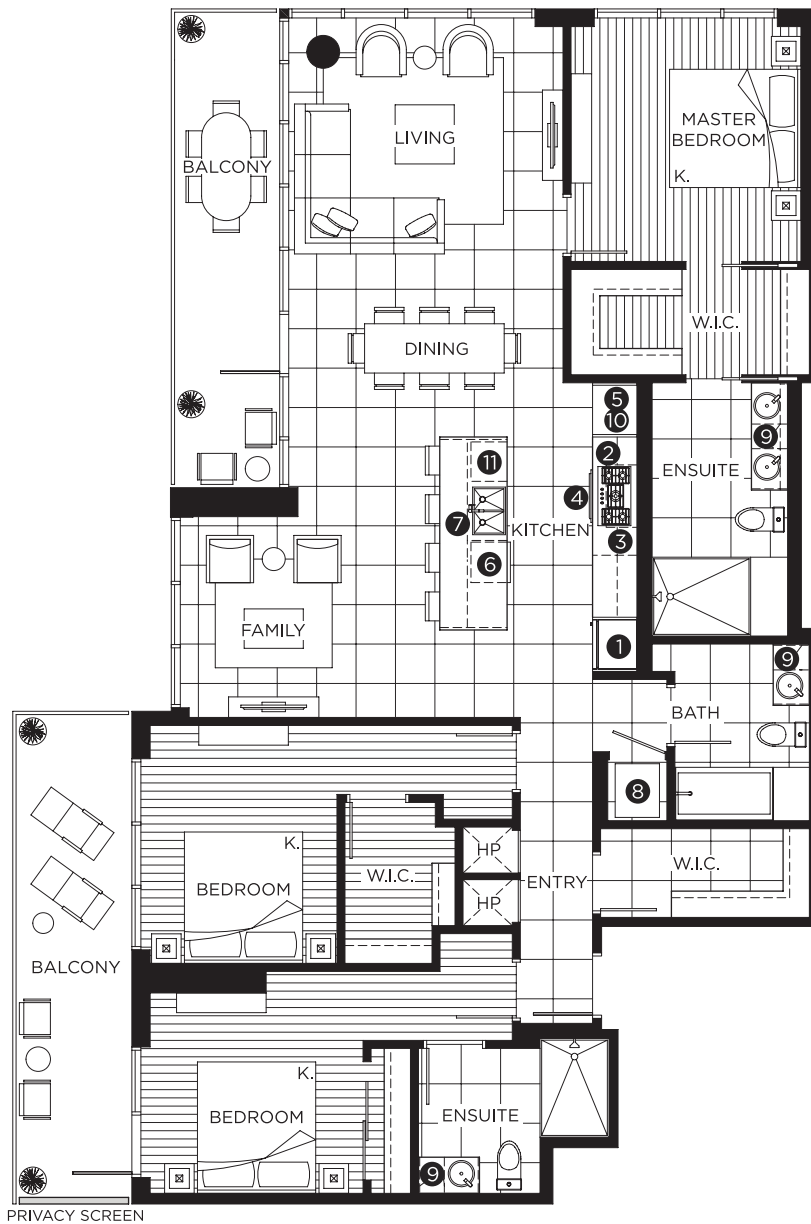 LIVING
MASTER
BEDROOM
K.
BALCONY
W.I.C.
DINING
5
10
9
2
11
ENSUITE
4
7
KITCHEN
3
6
FAMILY
1
9
BATH
8
K.
HP
W.I.C.
W.I.C.
BEDROOM
ENTRY
HP
BALCONY
K.
BEDROOM
ENSUITE
9
PRIVACY SCREEN